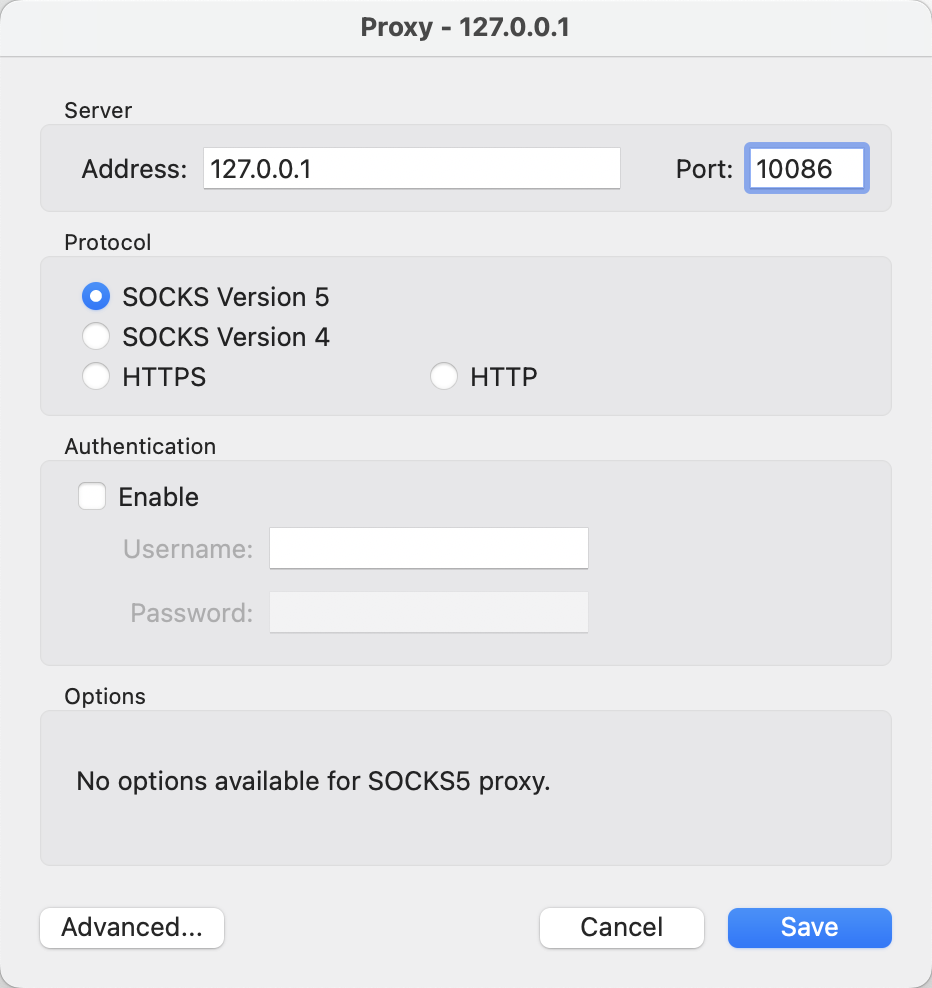 Proxy - 127.0.0.1
Server
Address: 127.0.0.1 Port: 10086
Protocol
SOCKS Version 5
SOCKS Version 4
HTTPS HTTP
Authentication
Enable
Username:
Password:
Options
No options available for SOCKS5 proxy.
Advanced... Cancel Save